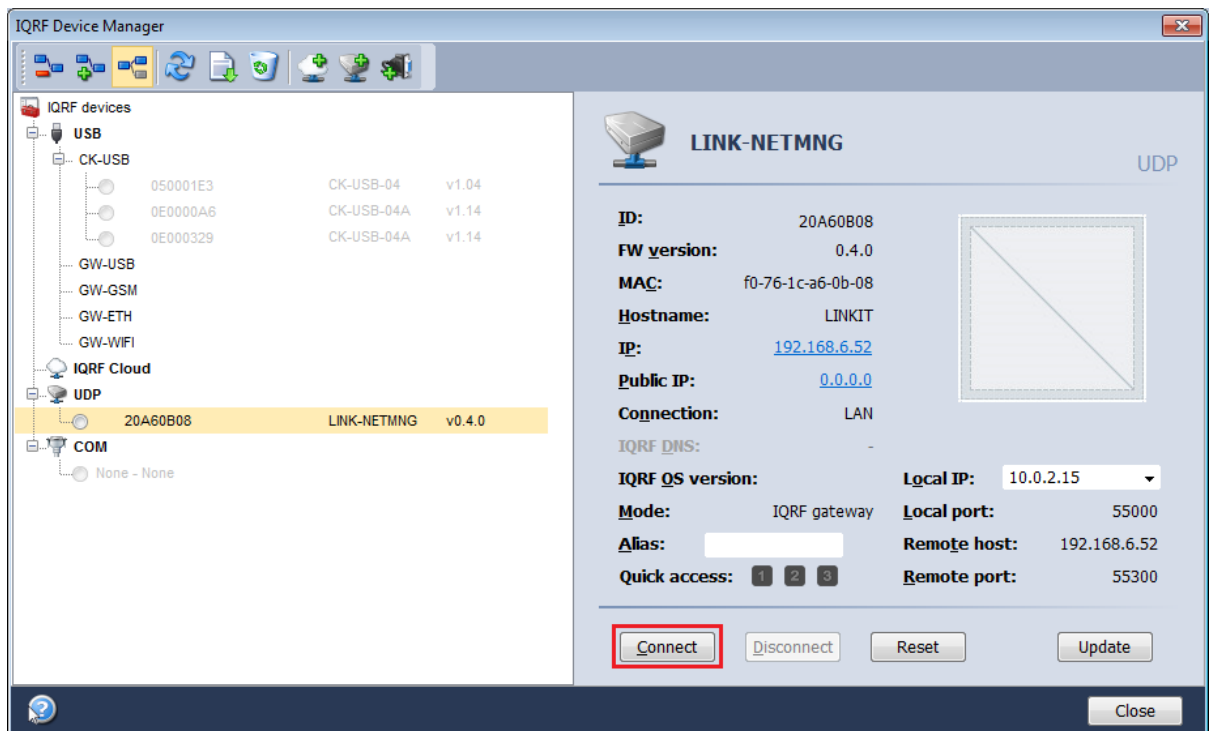 IQRF Device Manager
IQRF devices
USB
CK-USB
050001E3 CK-USB-04 v1.04
0E0000A6 CK-USB-04A v1.14
0E000329 CK-USB-04A v1.14
GW-USB
GW-GSM
GW-ETH
GW-WIFI
IQRF Cloud
UDP
20A60B08 LINK-NETMNG v0.4.0
COM
None - None
LINK-NETMNG
UDP
ID: 20A60B08
FW version: 0.4.0
MAC: f0-76-1c-a6-0b-08
Hostname: LINKIT
IP: 192.168.6.52
Public IP: 0.0.0.0
Connection: LAN
IQRF DNS: -
IQRF OS version: Local IP: 10.0.2.15
Mode: IQRF gateway Local port: 55000
Alias: Remote host: 192.168.6.52
Quick access: 1 2 3 Remote port: 55300
Connect Disconnect Reset Update
Close